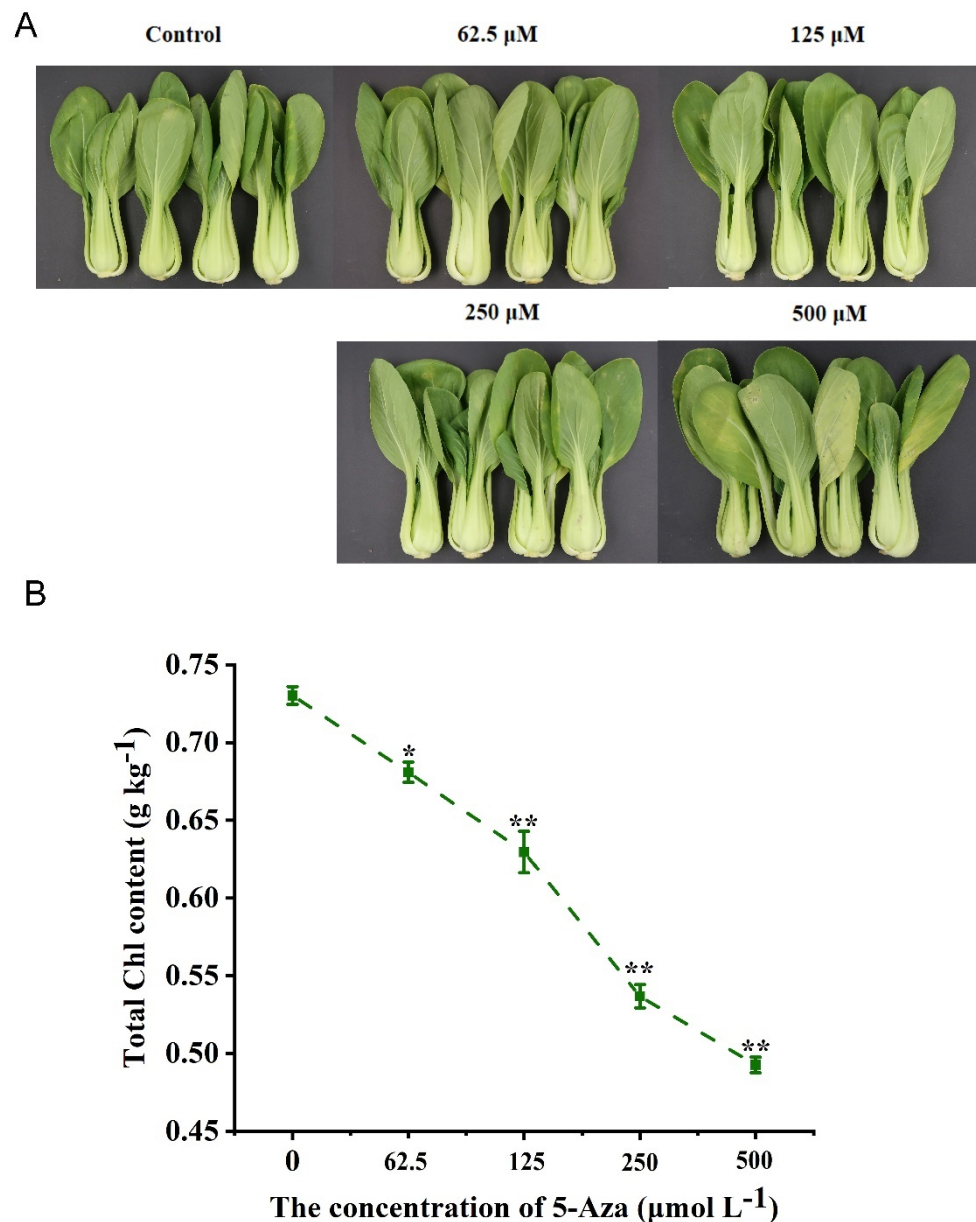 A
Control 62.5 μM 125 μM
250 μM 500 μM
B
0.75
0.70
0.65
0.60
0.55
0.50
0.45
Total Chl content (g kg⁻¹)
*
**
**
**
0 62.5 125 250 500
The concentration of 5-Aza (μmol L⁻¹)